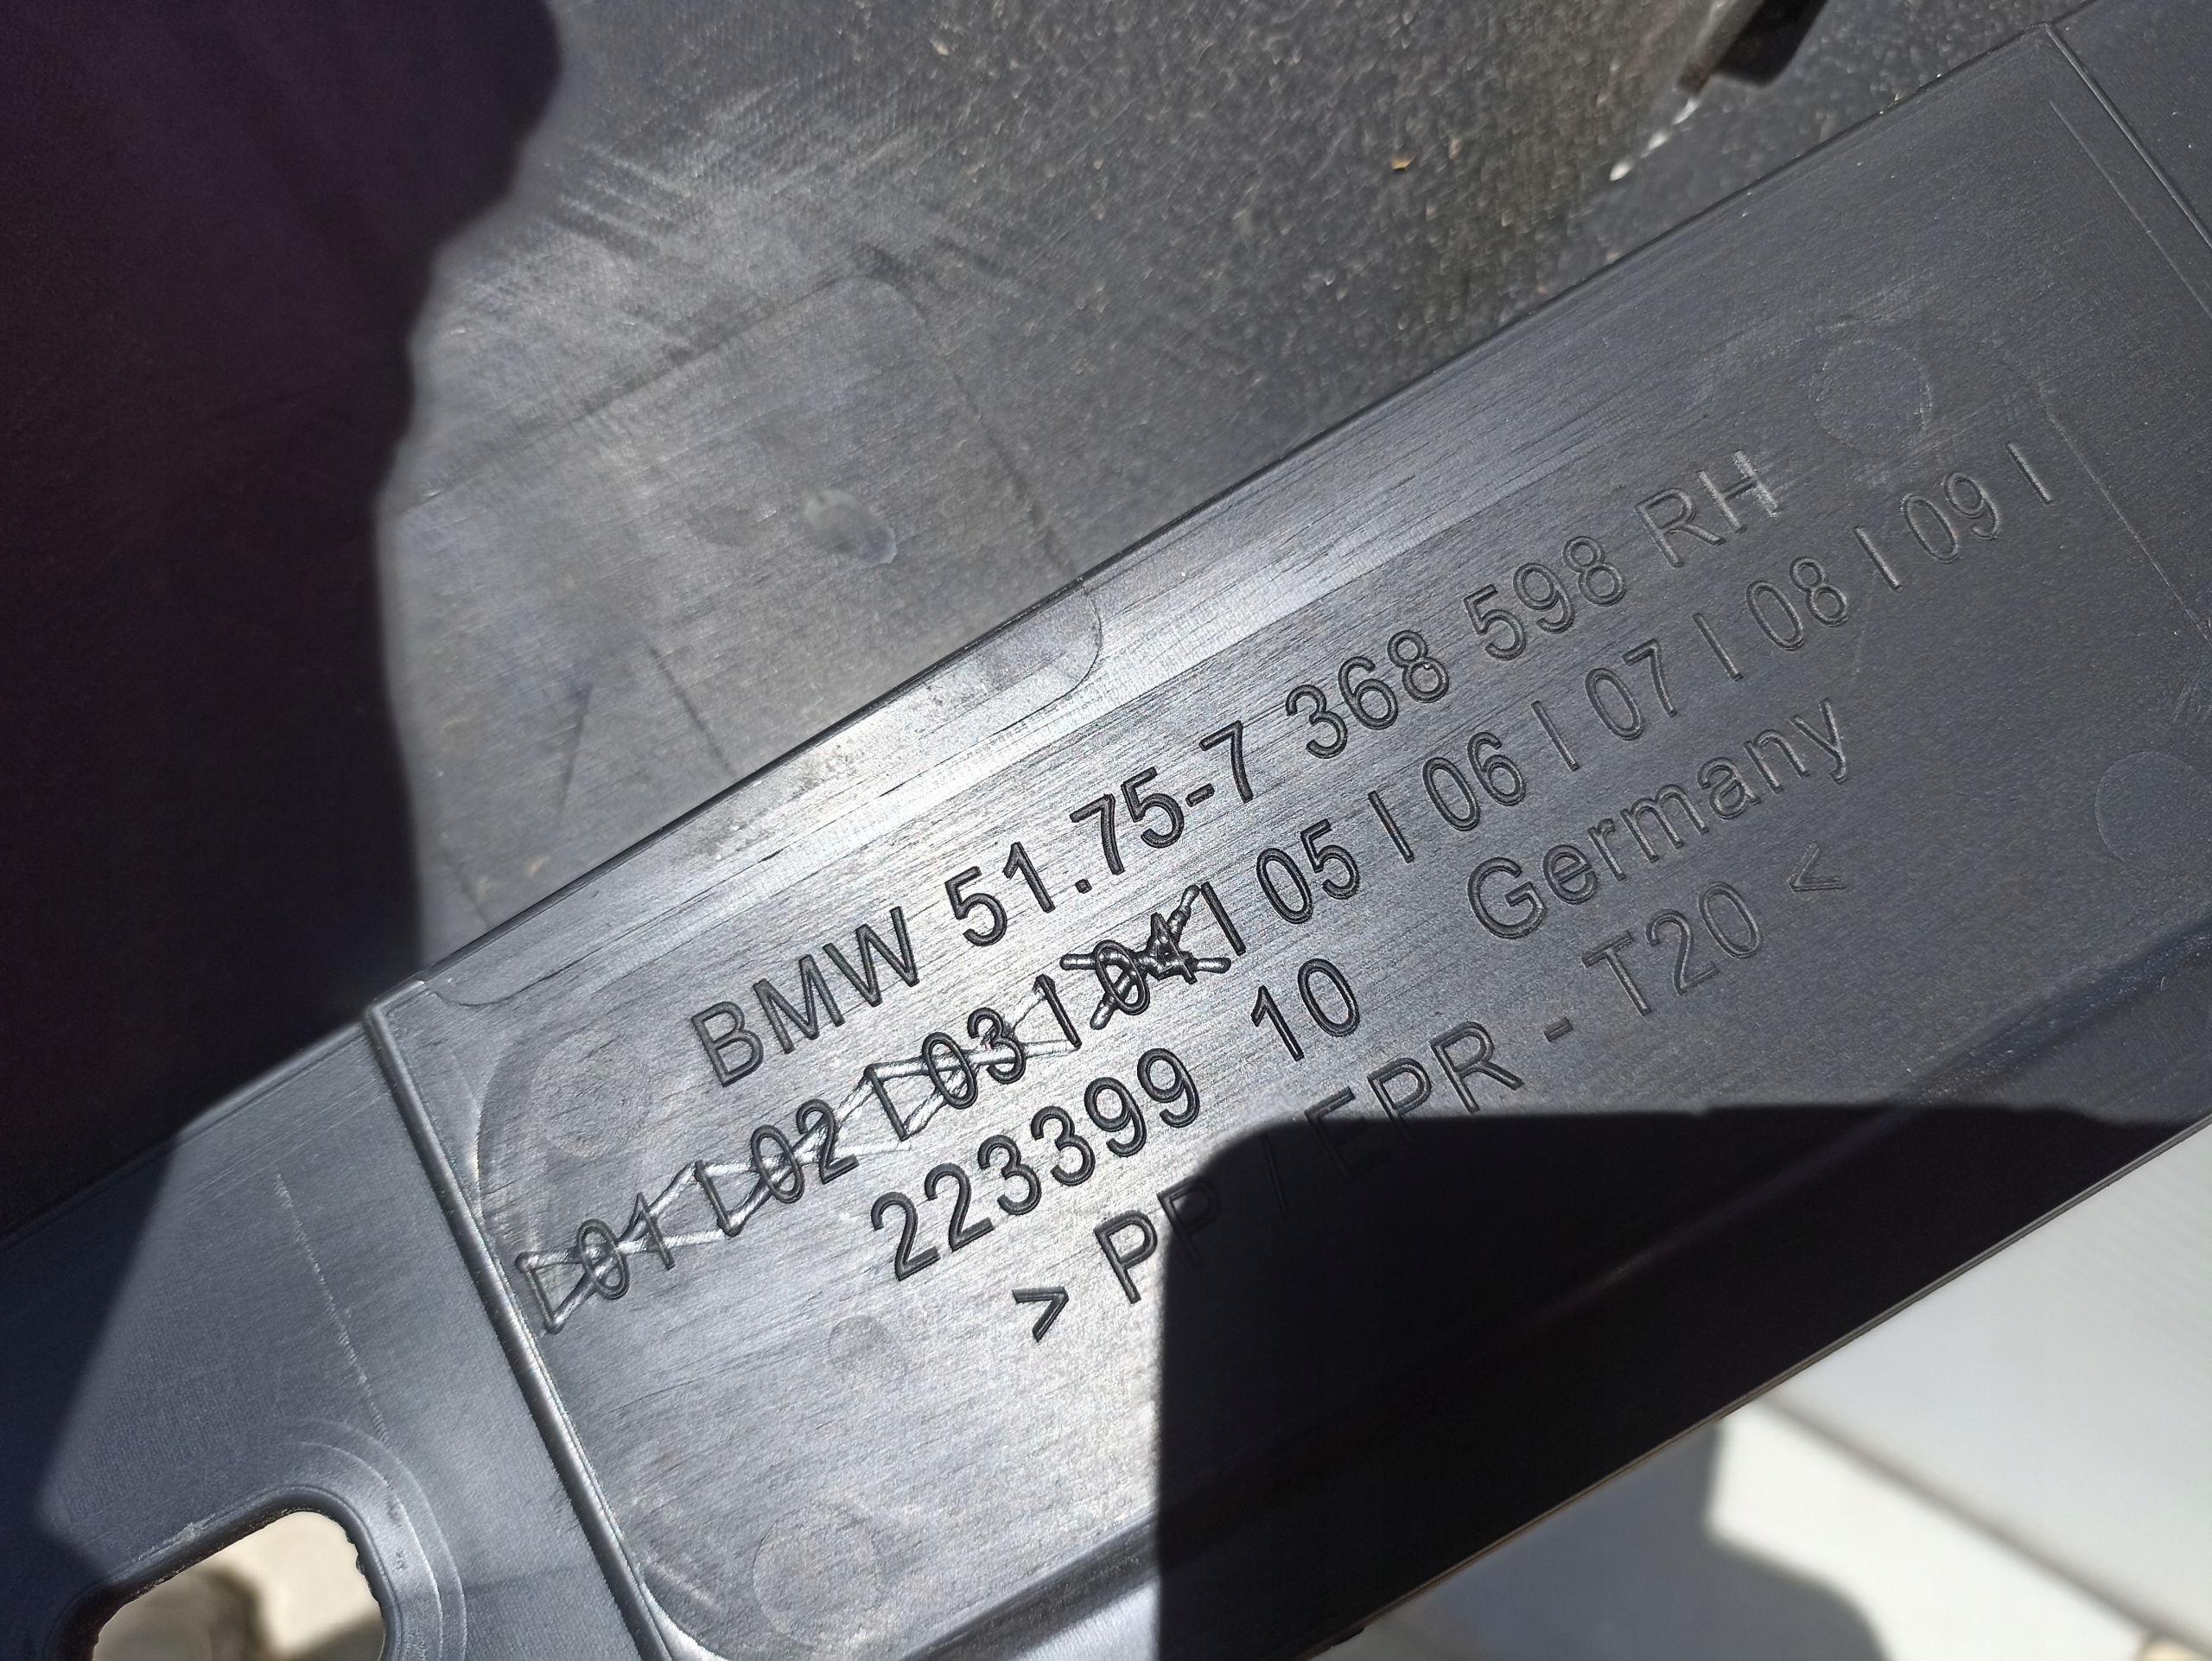 BMW 51.75-7 368 598 RH
| 01 | 02 | 03 | 04 | 05 | 06 | 07 | 08 | 09 |
223399 10 Germany
> PP / EPR - T20 <